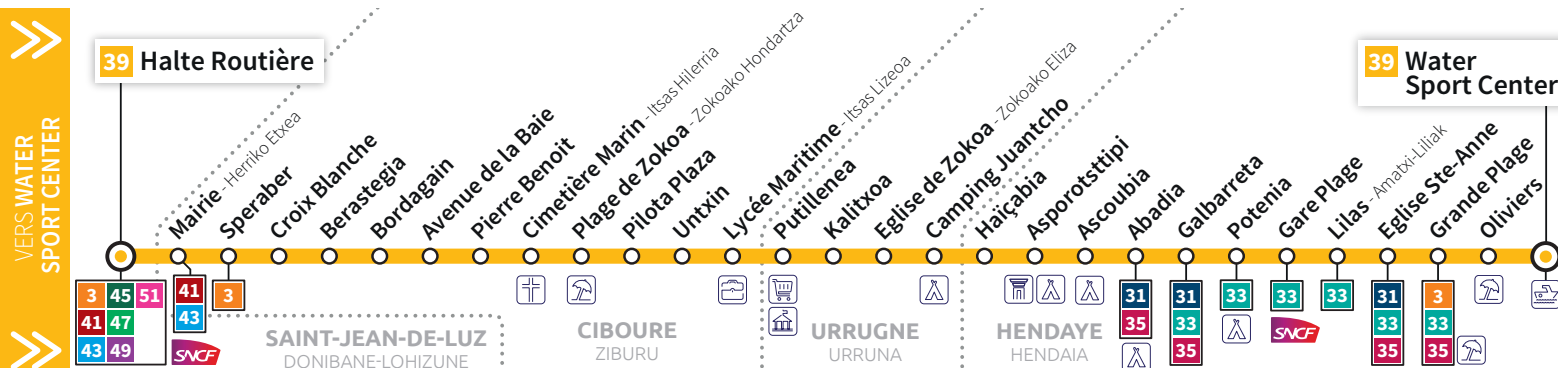 VERS WATER
SPORT CENTER
39 Halte Routière
Mairie - Herriko Etxea
Speraber
Croix Blanche
Berastegia
Bordagain
Avenue de la Baie
Pierre Benoit
Cimetière Marin - Itsas Hilerria
Plage de Zokoa - Zokoako Hondartza
Pilota Plaza
Untxin
Lycée Maritime - Itsas Lizeoa
Putillenea
Kalitxoa
Eglise de Zokoa - Zokoako Eliza
Camping Juantcho
Haïçabia
Asporotsttipi
Ascoubia
Abadia
Galbarreta
Potenia
Gare Plage
Lilas - Amatxi-Liliak
Eglise Ste-Anne
Grande Plage
Oliviers
39 Water
Sport Center
3 45 51
41 47
43 49
41
43
SNCF
3
31
35
31
33
35
33
33
SNCF
33
31
33
35
3
33
35
SAINT-JEAN-DE-LUZ
DONIBANE-LOHIZUNE
CIBOURE
ZIBURU
URRUGNE
URRUNA
HENDAYE
HENDAIA